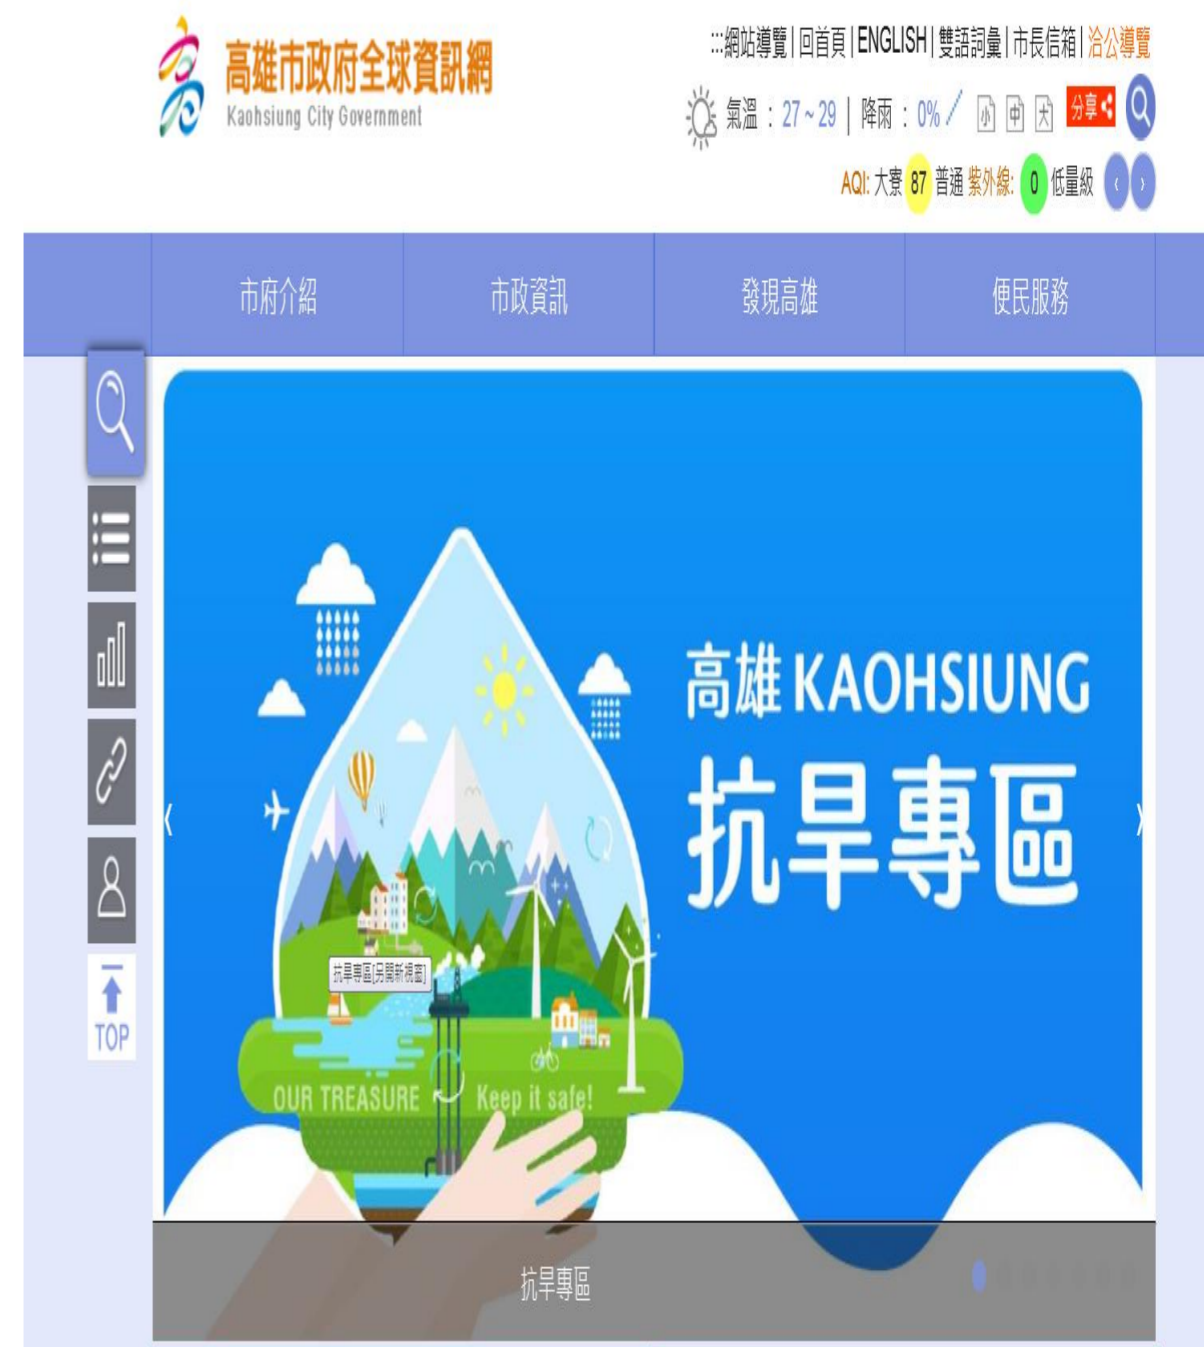 高雄市政府全球資訊網
Kaohsiung City Government
:::網站導覽 | 回首頁 | ENGLISH | 雙語詞彙 | 市長信箱 | 洽公導覽
氣溫 : 27 ~ 29 | 降雨 : 0% 小 中 大 分享
AQI: 大寮 87 普通 紫外線: 0 低量級 ‹ ›
市府介紹 市政資訊 發現高雄 便民服務
高雄 KAOHSIUNG
抗旱專區
抗旱專區[另開新視窗]
TOP
OUR TREASURE Keep it safe!
抗旱專區